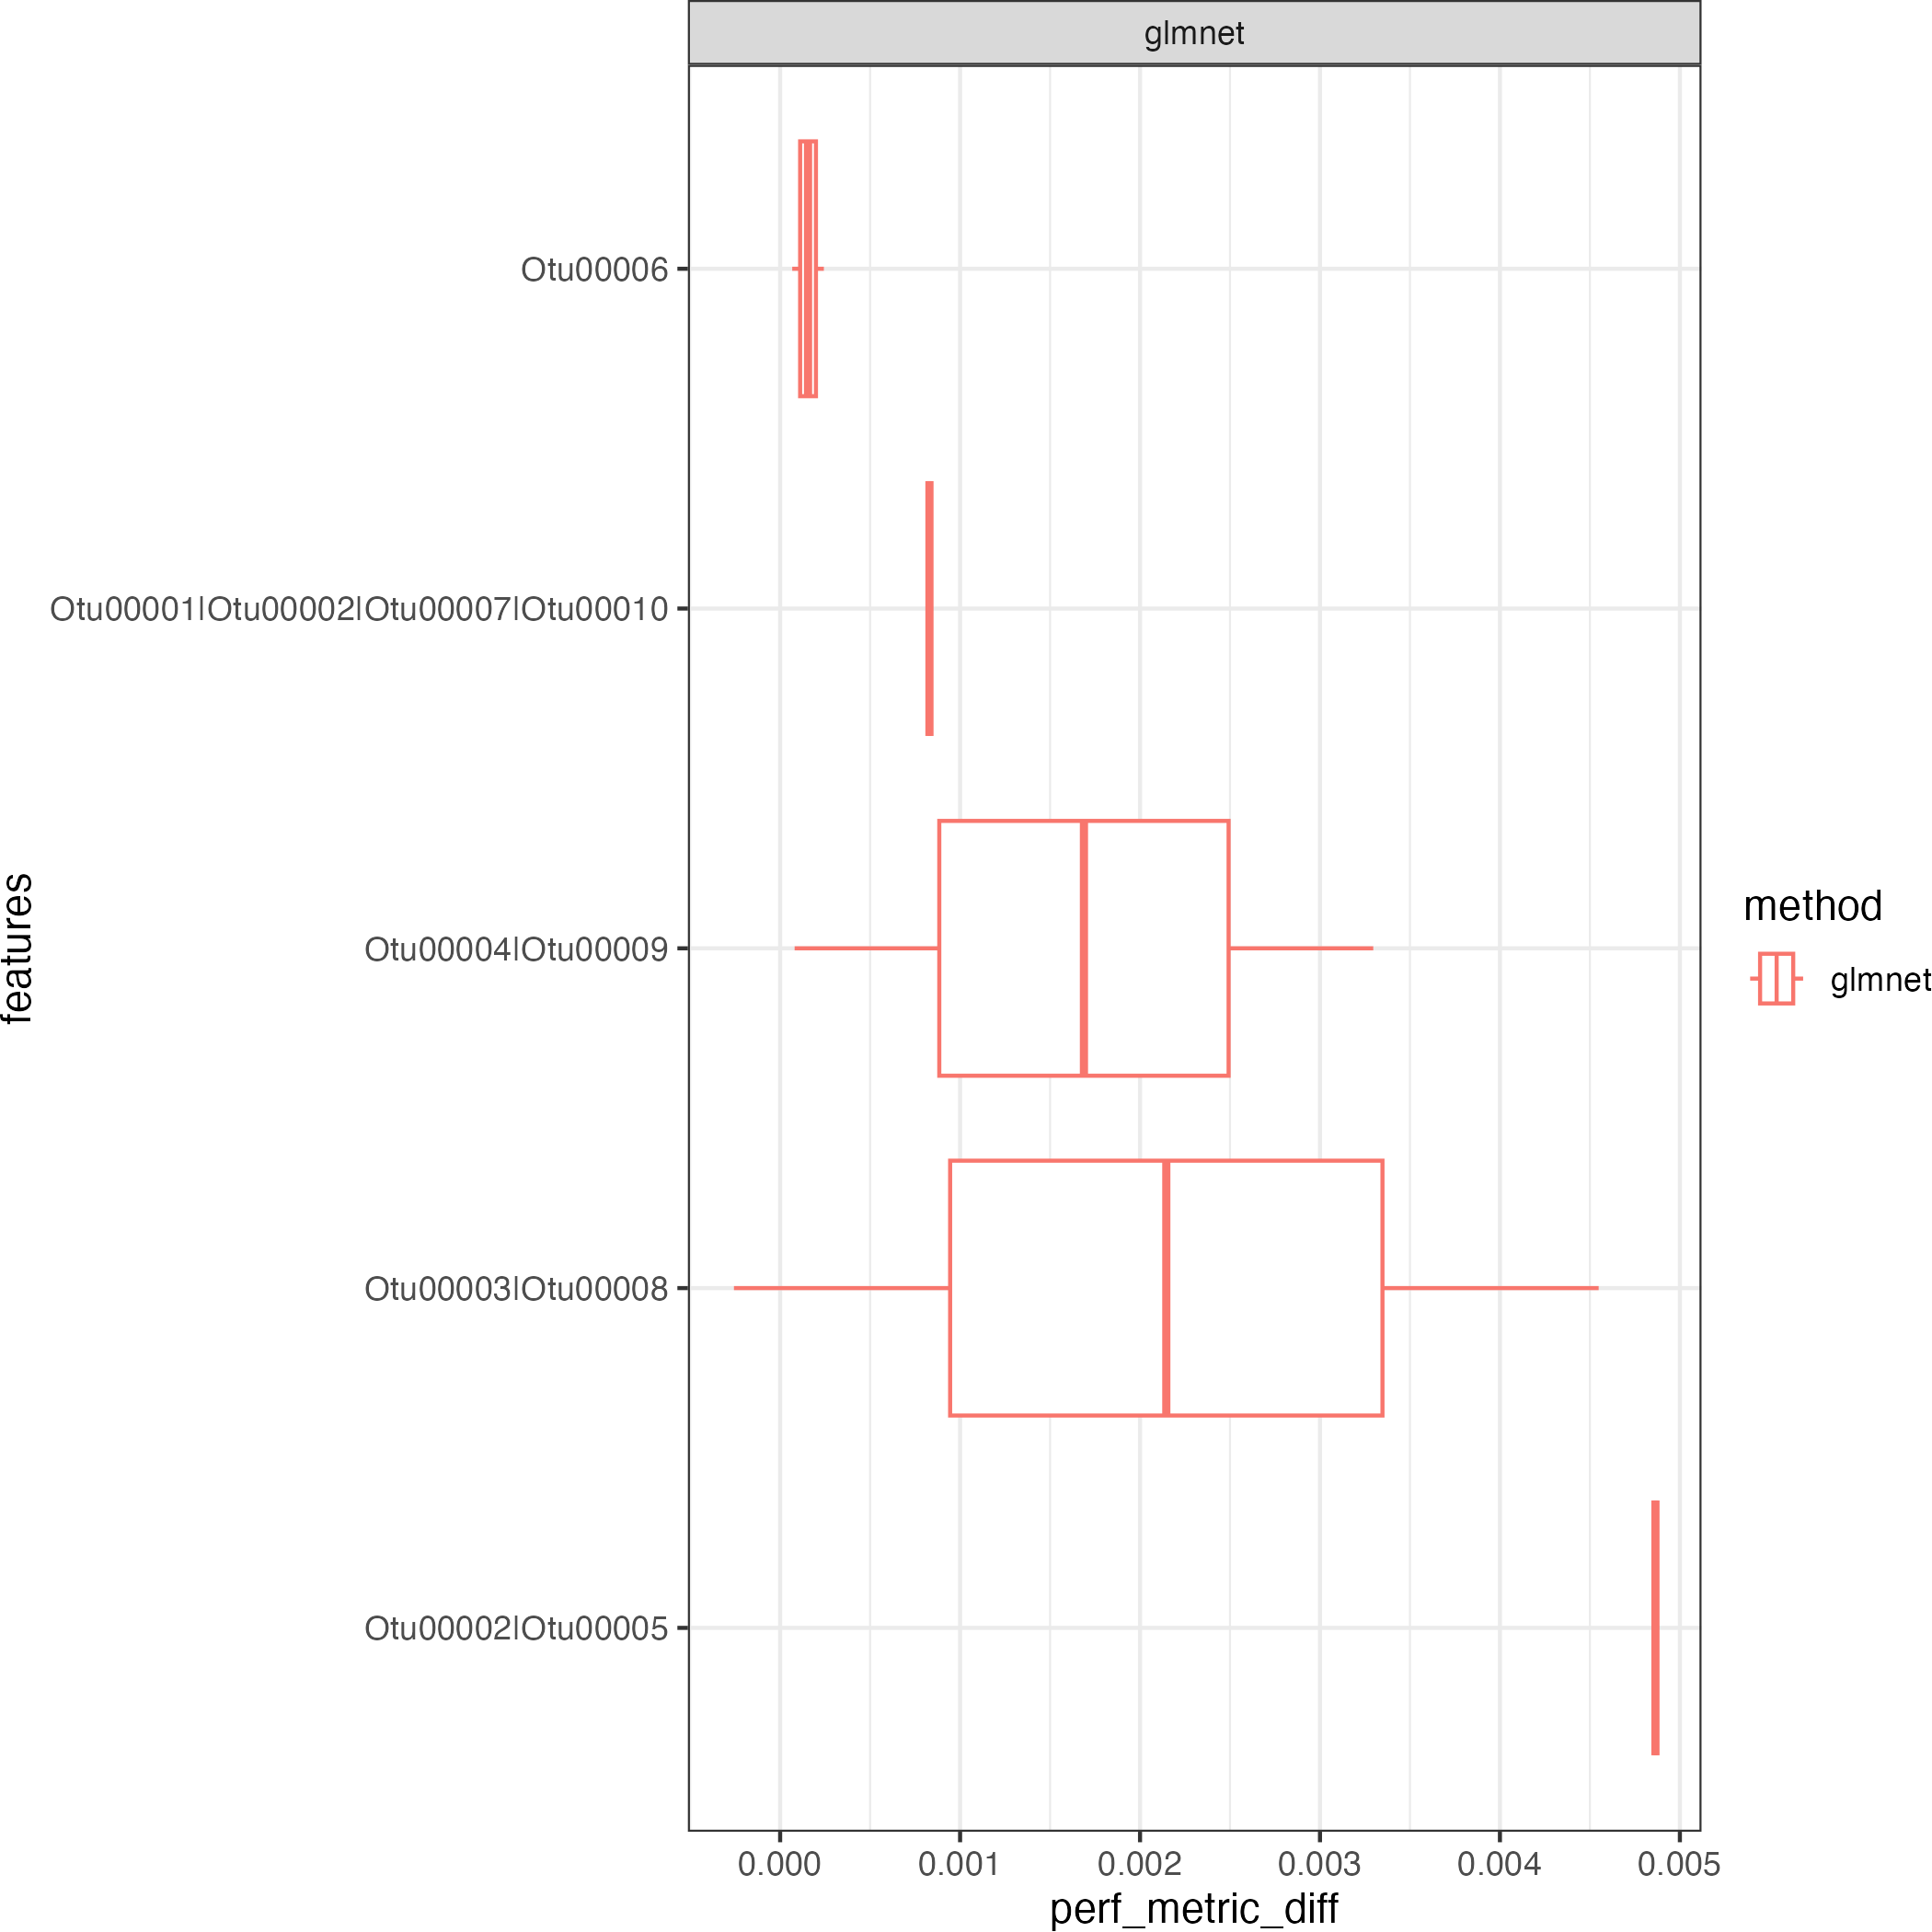 glmnet
features
Otu00006
Otu00001|Otu00002|Otu00007|Otu00010
Otu00004|Otu00009
Otu00003|Otu00008
Otu00002|Otu00005
0.000 0.001 0.002 0.003 0.004 0.005
perf_metric_diff
method
glmnet